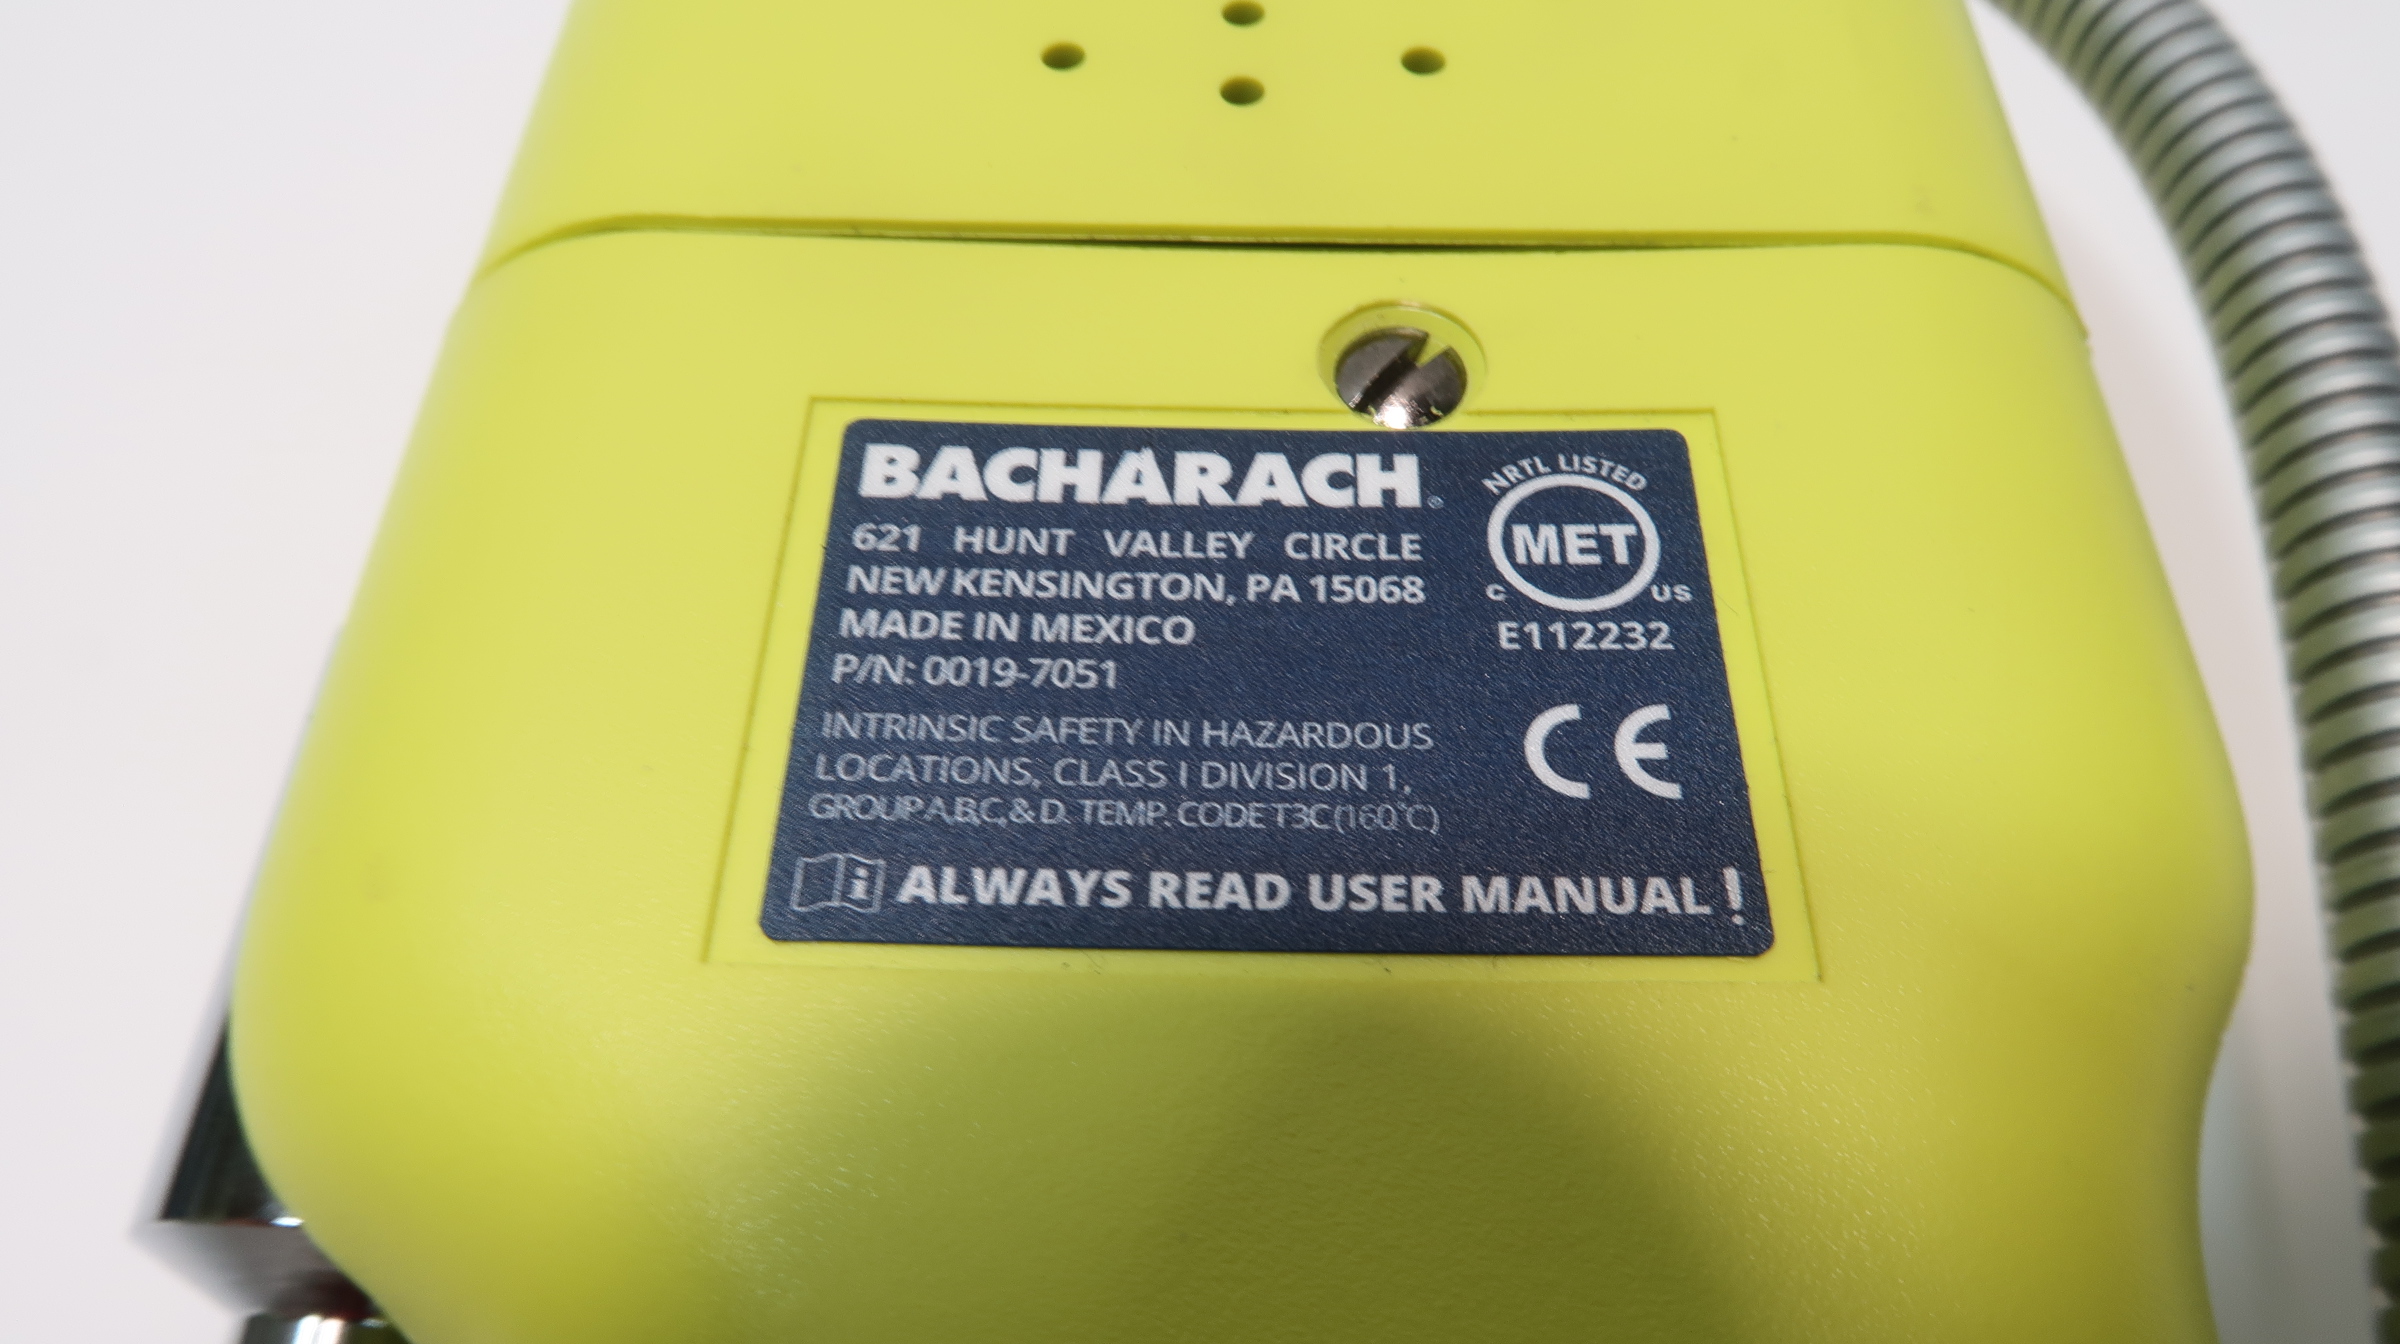 BACHARACH®
621 HUNT VALLEY CIRCLE
NEW KENSINGTON, PA 15068
MADE IN MEXICO
P/N: 0019-7051
INTRINSIC SAFETY IN HAZARDOUS
LOCATIONS, CLASS I DIVISION 1,
GROUP A,B,C,& D. TEMP. CODE T3C (160°C)
i ALWAYS READ USER MANUAL !
NRTL LISTED
MET
C US
E112232
CE